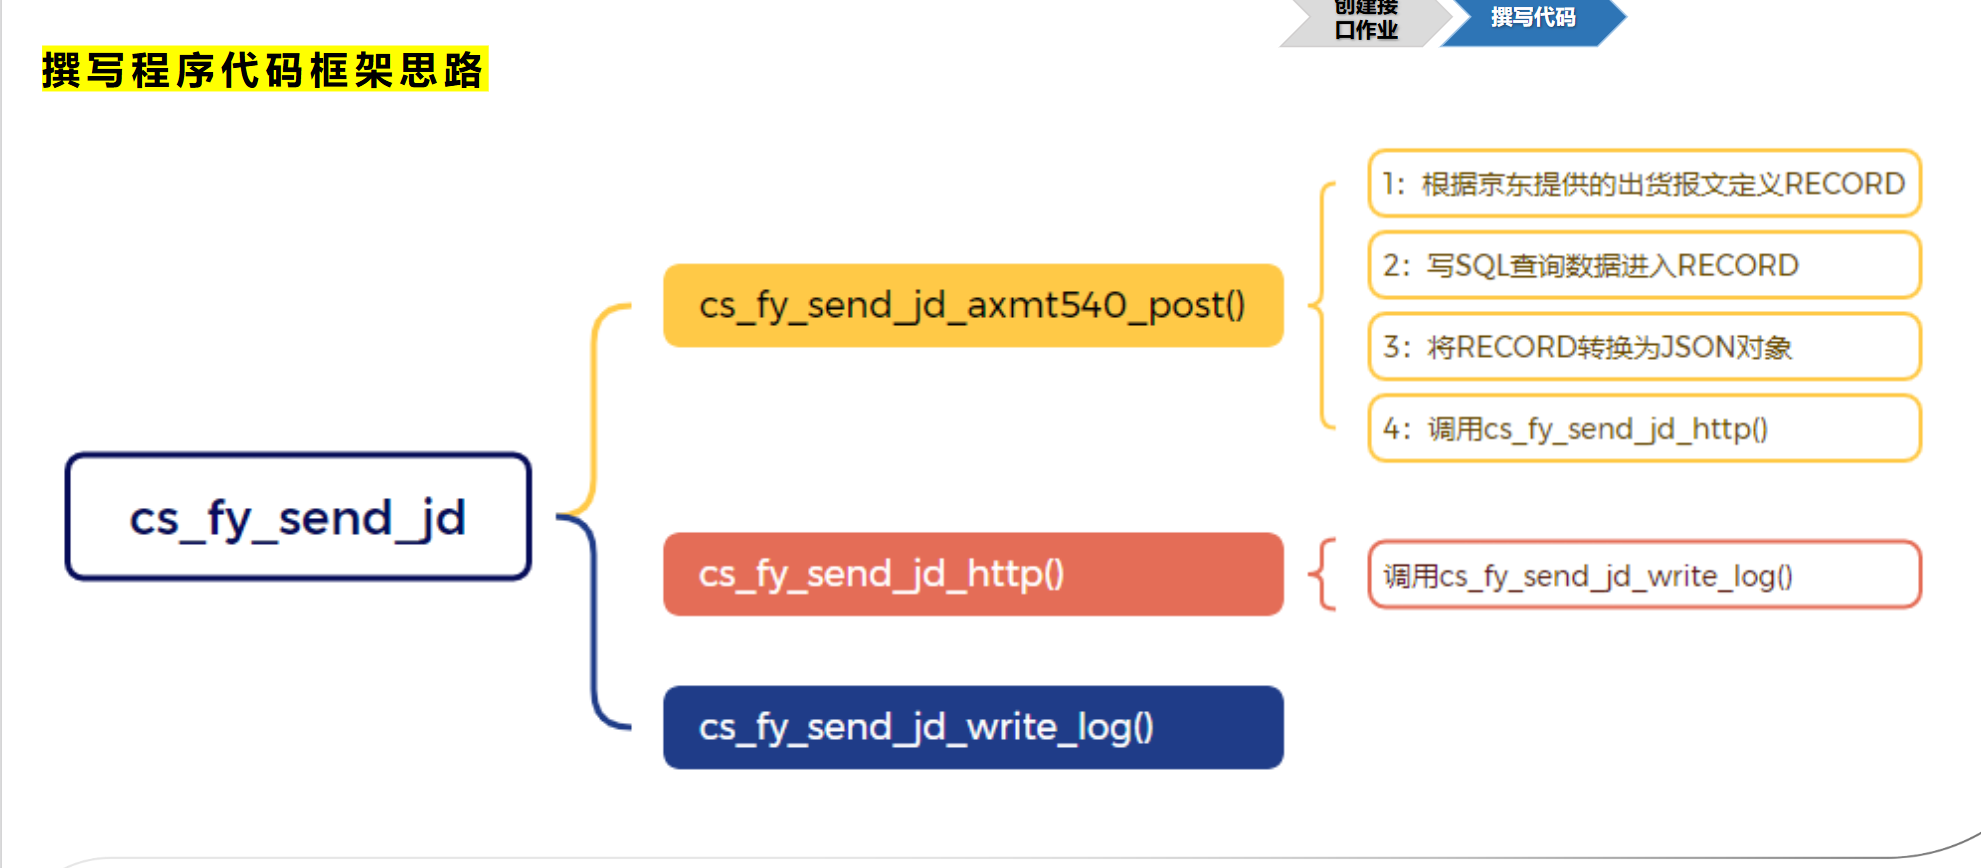 创建接
口作业
撰写代码
撰写程序代码框架思路
cs_fy_send_jd
cs_fy_send_jd_axmt540_post()
1：根据京东提供的出货报文定义RECORD
2：写SQL查询数据进入RECORD
3：将RECORD转换为JSON对象
4：调用cs_fy_send_jd_http()
cs_fy_send_jd_http()
调用cs_fy_send_jd_write_log()
cs_fy_send_jd_write_log()